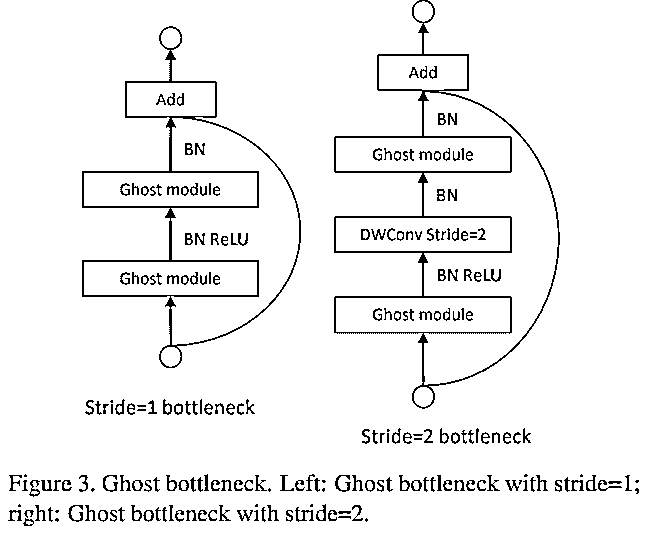 Add
BN
Ghost module
BN ReLU
Ghost module
Stride=1 bottleneck
Add
BN
Ghost module
BN
DWConv Stride=2
BN ReLU
Ghost module
Stride=2 bottleneck
Figure 3. Ghost bottleneck. Left: Ghost bottleneck with stride=1;
right: Ghost bottleneck with stride=2.